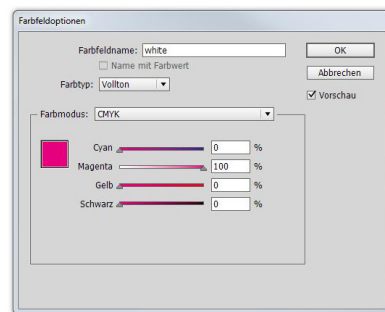 Farbfeldoptionen
Farbfeldname: white
OK
Name mit Farbwert
Abbrechen
Farbtyp: Vollton
Vorschau
Farbmodus: CMYK
Cyan 0 %
Magenta 100 %
Gelb 0 %
Schwarz 0 %